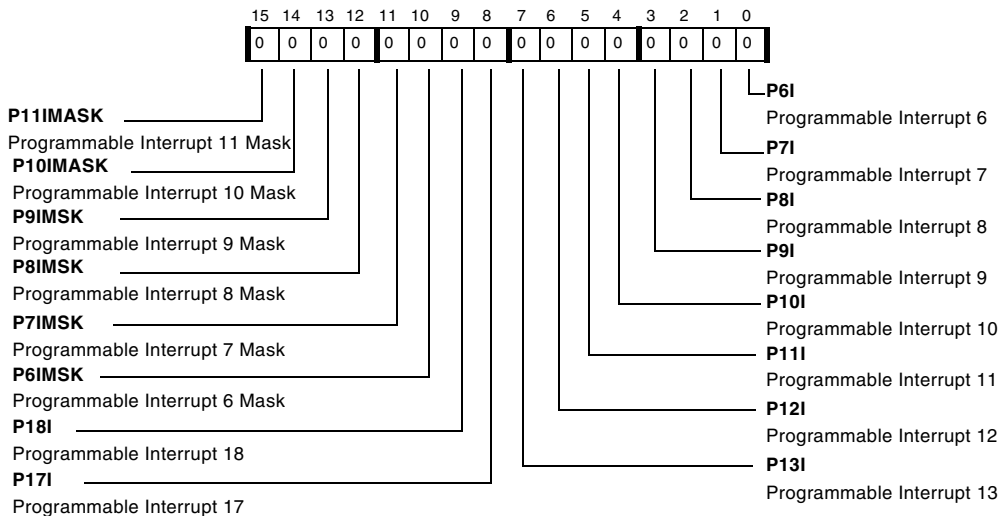 15 14 13 12 11 10 9 8 7 6 5 4 3 2 1 0
0 0 0 0 0 0 0 0 0 0 0 0 0 0 0 0
P11IMASK
Programmable Interrupt 11 Mask
P10IMASK
Programmable Interrupt 10 Mask
P9IMSK
Programmable Interrupt 9 Mask
P8IMSK
Programmable Interrupt 8 Mask
P7IMSK
Programmable Interrupt 7 Mask
P6IMSK
Programmable Interrupt 6 Mask
P18I
Programmable Interrupt 18
P17I
Programmable Interrupt 17
P6I
Programmable Interrupt 6
P7I
Programmable Interrupt 7
P8I
Programmable Interrupt 8
P9I
Programmable Interrupt 9
P10I
Programmable Interrupt 10
P11I
Programmable Interrupt 11
P12I
Programmable Interrupt 12
P13I
Programmable Interrupt 13